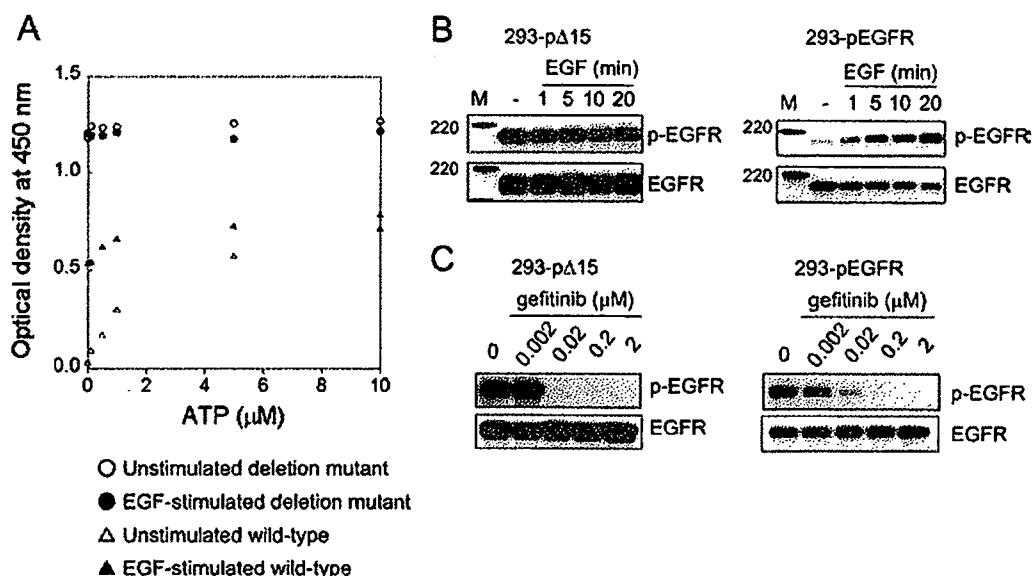 A
Optical density at 450 nm
1.5
1.0
0.5
0.0
0 2 4 6 8 10
ATP (μM)
○ Unstimulated deletion mutant
● EGF-stimulated deletion mutant
△ Unstimulated wild-type
▲ EGF-stimulated wild-type
B
293-pΔ15
EGF (min)
M - 1 5 10 20
220
p-EGFR
220
EGFR
293-pEGFR
EGF (min)
M - 1 5 10 20
220
p-EGFR
220
EGFR
C
293-pΔ15
gefitinib (μM)
0 0.002 0.02 0.2 2
p-EGFR
EGFR
293-pEGFR
gefitinib (μM)
0 0.002 0.02 0.2 2
p-EGFR
EGFR